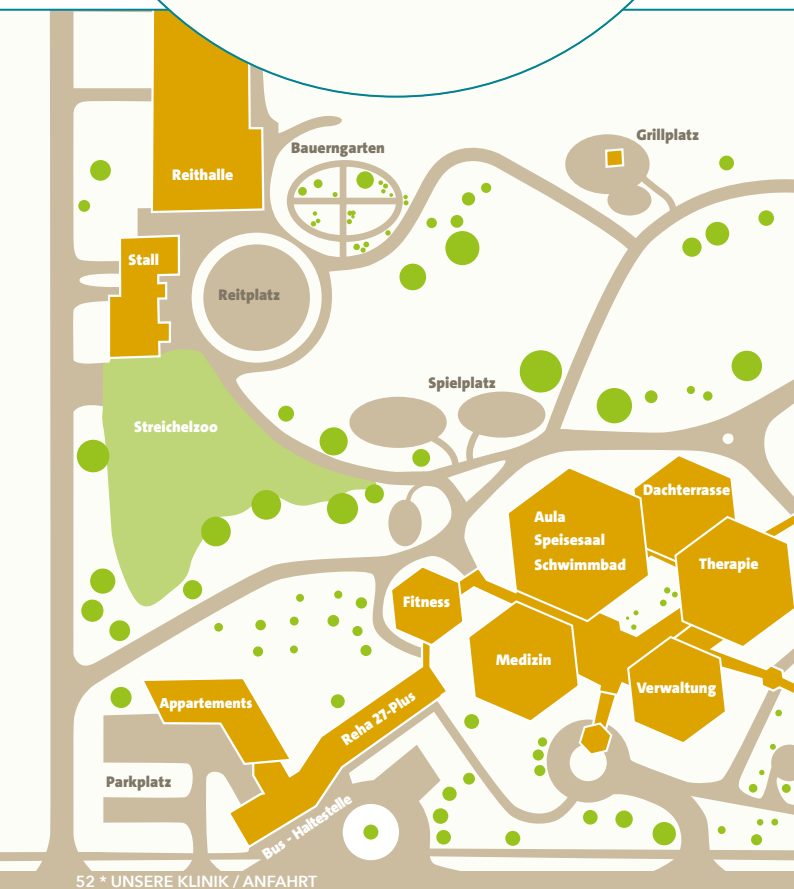 Grillplatz
Bauerngarten
Reithalle
Stall
Reitplatz
Spielplatz
Streichelzoo
Dachterrasse
Aula
Speisesaal
Schwimmbad
Therapie
Fitness
Medizin
Verwaltung
Appartements
Reha 27-Plus
Parkplatz
Bus - Haltestelle
52 * UNSERE KLINIK / ANFAHRT